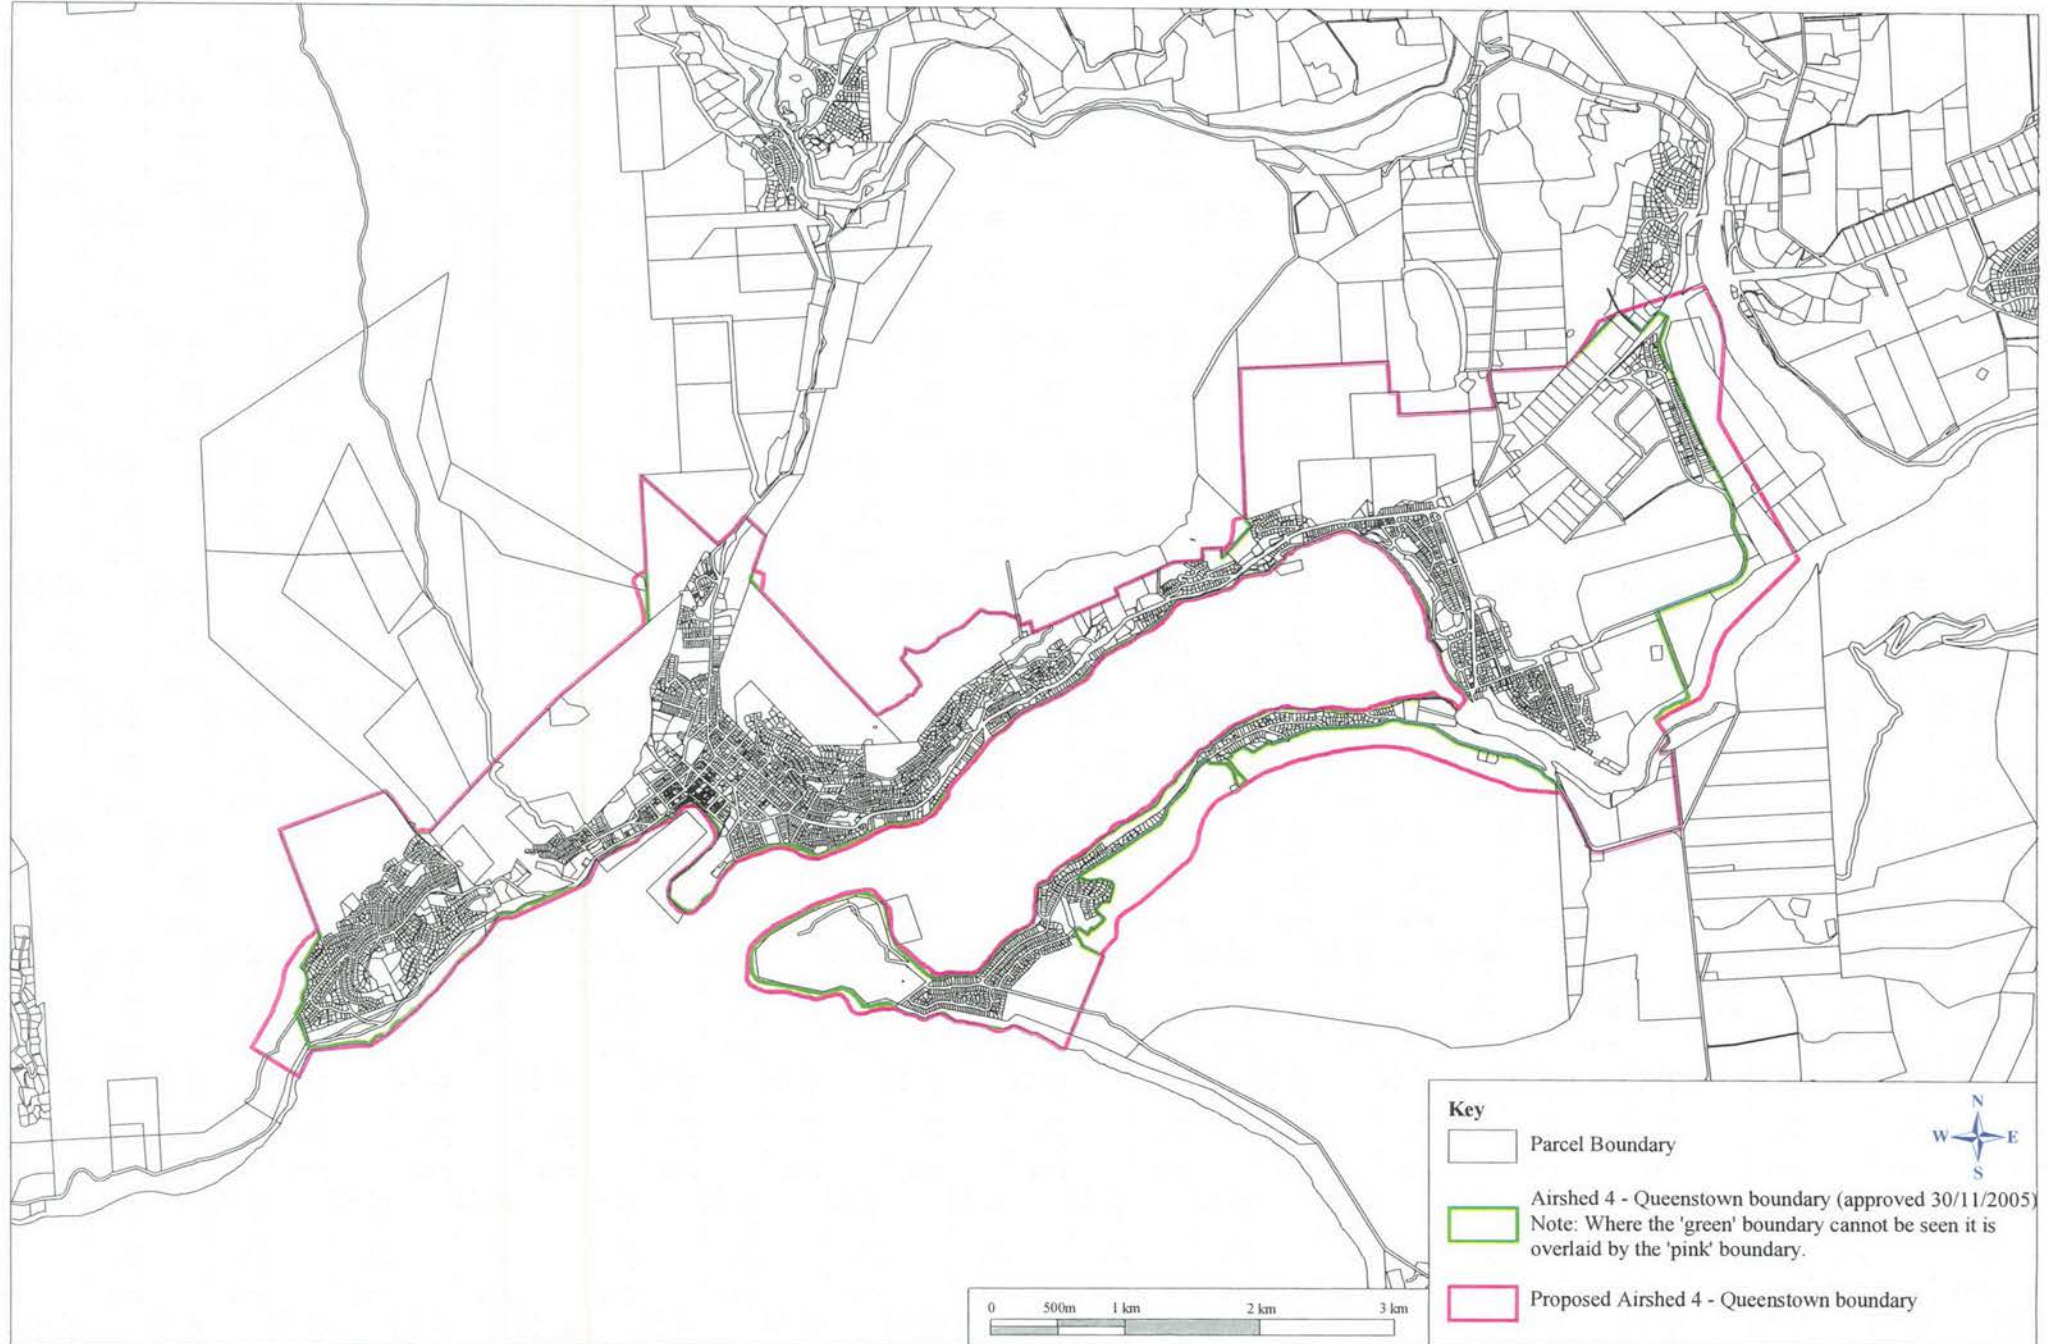 Key
N
W E
S
Parcel Boundary
Airshed 4 - Queenstown boundary (approved 30/11/2005)
Note: Where the 'green' boundary cannot be seen it is
overlaid by the 'pink' boundary.
Proposed Airshed 4 - Queenstown boundary
0 500m 1 km 2 km 3 km